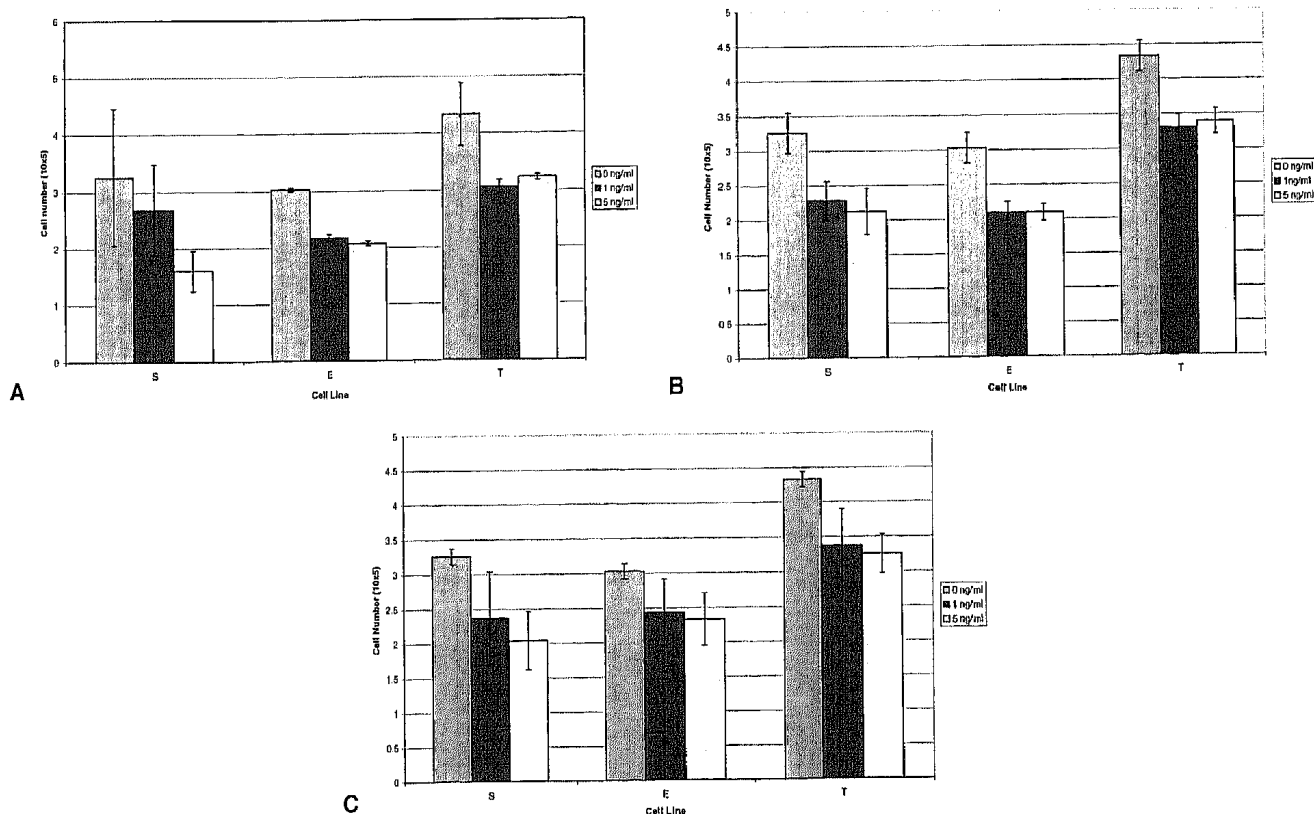 6
5
4
3
2
1
0
Cell number (10x5)
S
E
T
Cell Line
0 ng/ml
1 ng/ml
5 ng/ml
A
5
4.5
4
3.5
3
2.5
2
1.5
1
0.5
0
Cell Number (10x5)
S
E
T
Cell Line
0 ng/ml
1ng/ml
5 ng/ml
B
5
4.5
4
3.5
3
2.5
2
1.5
1
0.5
0
Cell Number (10x5)
S
E
T
Cell Line
0 ng/ml
1 ng/ml
5 ng/ml
C